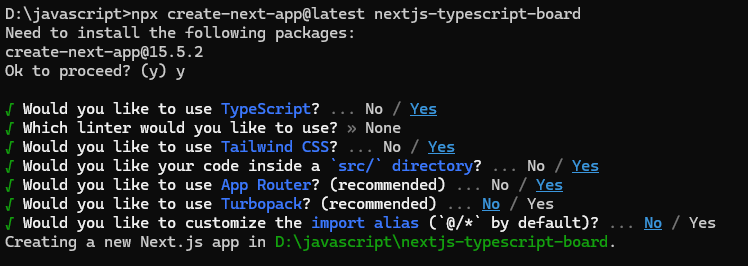 D:\javascript>npx create-next-app@latest nextjs-typescript-board
Need to install the following packages:
create-next-app@15.5.2
Ok to proceed? (y) y
√ Would you like to use TypeScript? ... No / Yes
√ Which linter would you like to use? » None
√ Would you like to use Tailwind CSS? ... No / Yes
√ Would you like your code inside a `src/` directory? ... No / Yes
√ Would you like to use App Router? (recommended) ... No / Yes
√ Would you like to use Turbopack? (recommended) ... No / Yes
√ Would you like to customize the import alias (`@/*` by default)? ... No / Yes
Creating a new Next.js app in D:\javascript\nextjs-typescript-board.